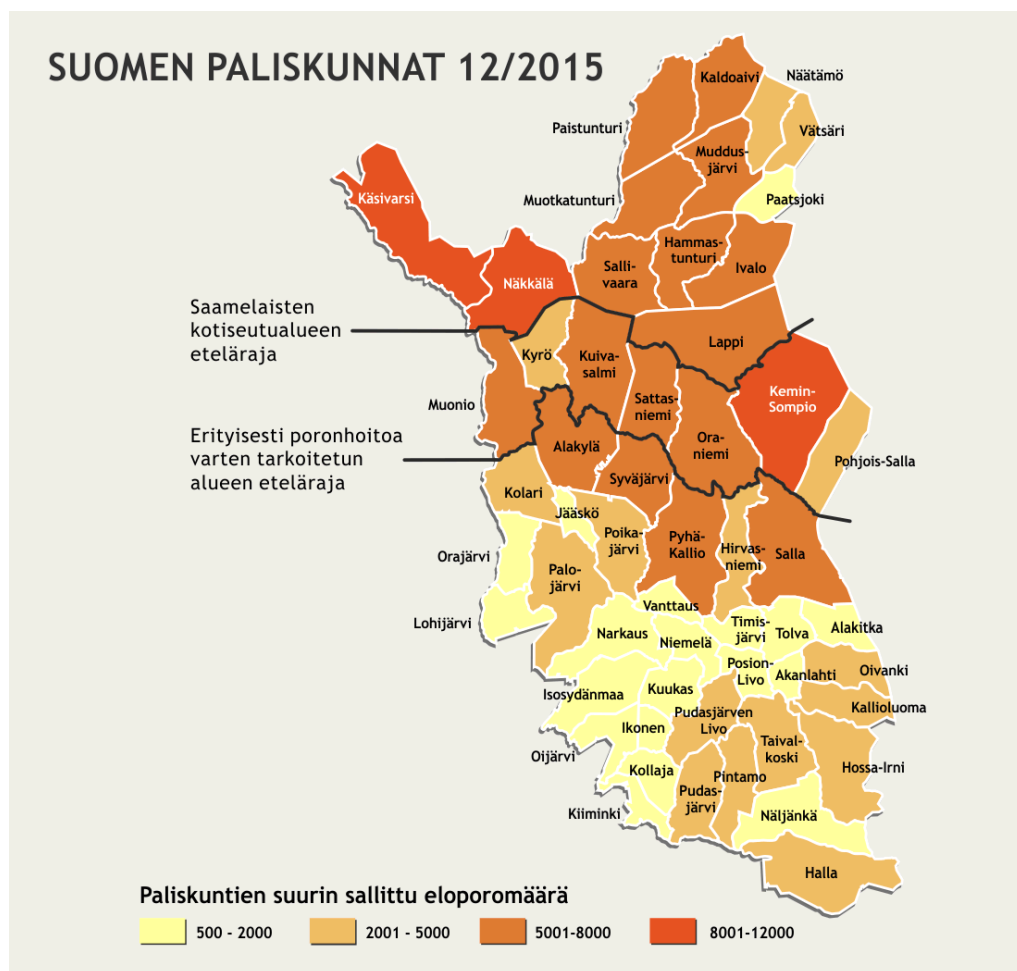 SUOMEN PALISKUNNAT 12/2015
Kaldoaivi
Näätämö
Paistunturi
Vätsäri
Muddus-
järvi
Käsivarsi
Muotkatunturi
Paatsjoki
Hammas-
tunturi
Salli-
vaara
Ivalo
Näkkälä
Saamelaisten
kotiseutualueen
eteläraja
Lappi
Kyrö
Kuiva-
salmi
Kemin-
Sompio
Sattas-
niemi
Muonio
Ora-
niemi
Erityisesti poronhoitoa
varten tarkoitetun
alueen eteläraja
Alakylä
Pohjois-Salla
Syväjärvi
Kolari
Jääskö
Poika-
järvi
Pyhä-
Kallio
Hirvas-
niemi
Salla
Orajärvi
Palo-
järvi
Lohijärvi
Vanttaus
Narkaus
Niemelä
Timis-
järvi
Tolva
Alakitka
Posion-
Livo
Akanlahti
Oivanki
Isosydänmaa
Kuukas
Kallioluoma
Pudasjärven
Livo
Ikonen
Taival-
koski
Oijärvi
Kollaja
Pintamo
Hossa-Irni
Pudas-
järvi
Kiiminki
Näljänkä
Halla
Paliskuntien suurin sallittu eloporomäärä
500 - 2000
2001 - 5000
5001-8000
8001-12000